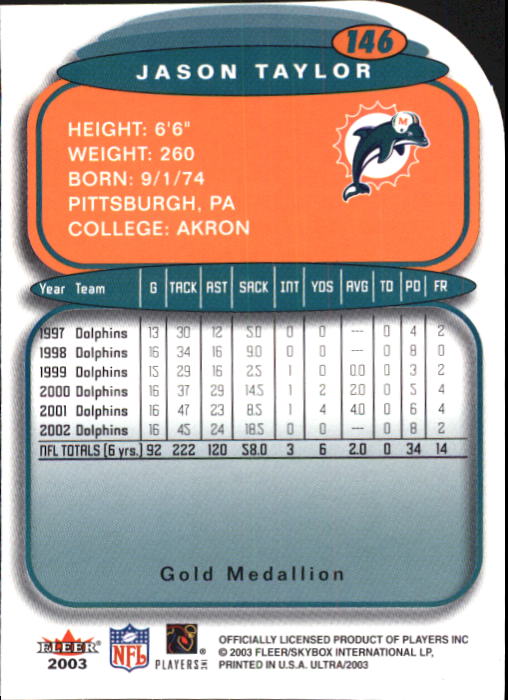 146
JASON TAYLOR
HEIGHT: 6'6"
WEIGHT: 260
BORN: 9/1/74
PITTSBURGH, PA
COLLEGE: AKRON
M
Year Team G TACK AST SACK INT YDS AVG TD PD FR
1997 Dolphins 13 30 12 5.0 0 0 --- 0 4 2
1998 Dolphins 16 34 16 9.0 0 0 --- 0 8 0
1999 Dolphins 15 29 16 2.5 1 0 0.0 0 3 2
2000 Dolphins 16 37 29 14.5 1 2 2.0 0 5 4
2001 Dolphins 16 47 23 8.5 1 4 4.0 0 6 4
2002 Dolphins 16 45 24 18.5 0 0 --- 0 8 2
NFL TOTALS (6 yrs.) 92 222 120 58.0 3 6 2.0 0 34 14
Gold Medallion
FLEER
2003
NFL
PLAYERS INC
OFFICIALLY LICENSED PRODUCT OF PLAYERS INC
© 2003 FLEER/SKYBOX INTERNATIONAL LP,
PRINTED IN U.S.A. ULTRA/2003